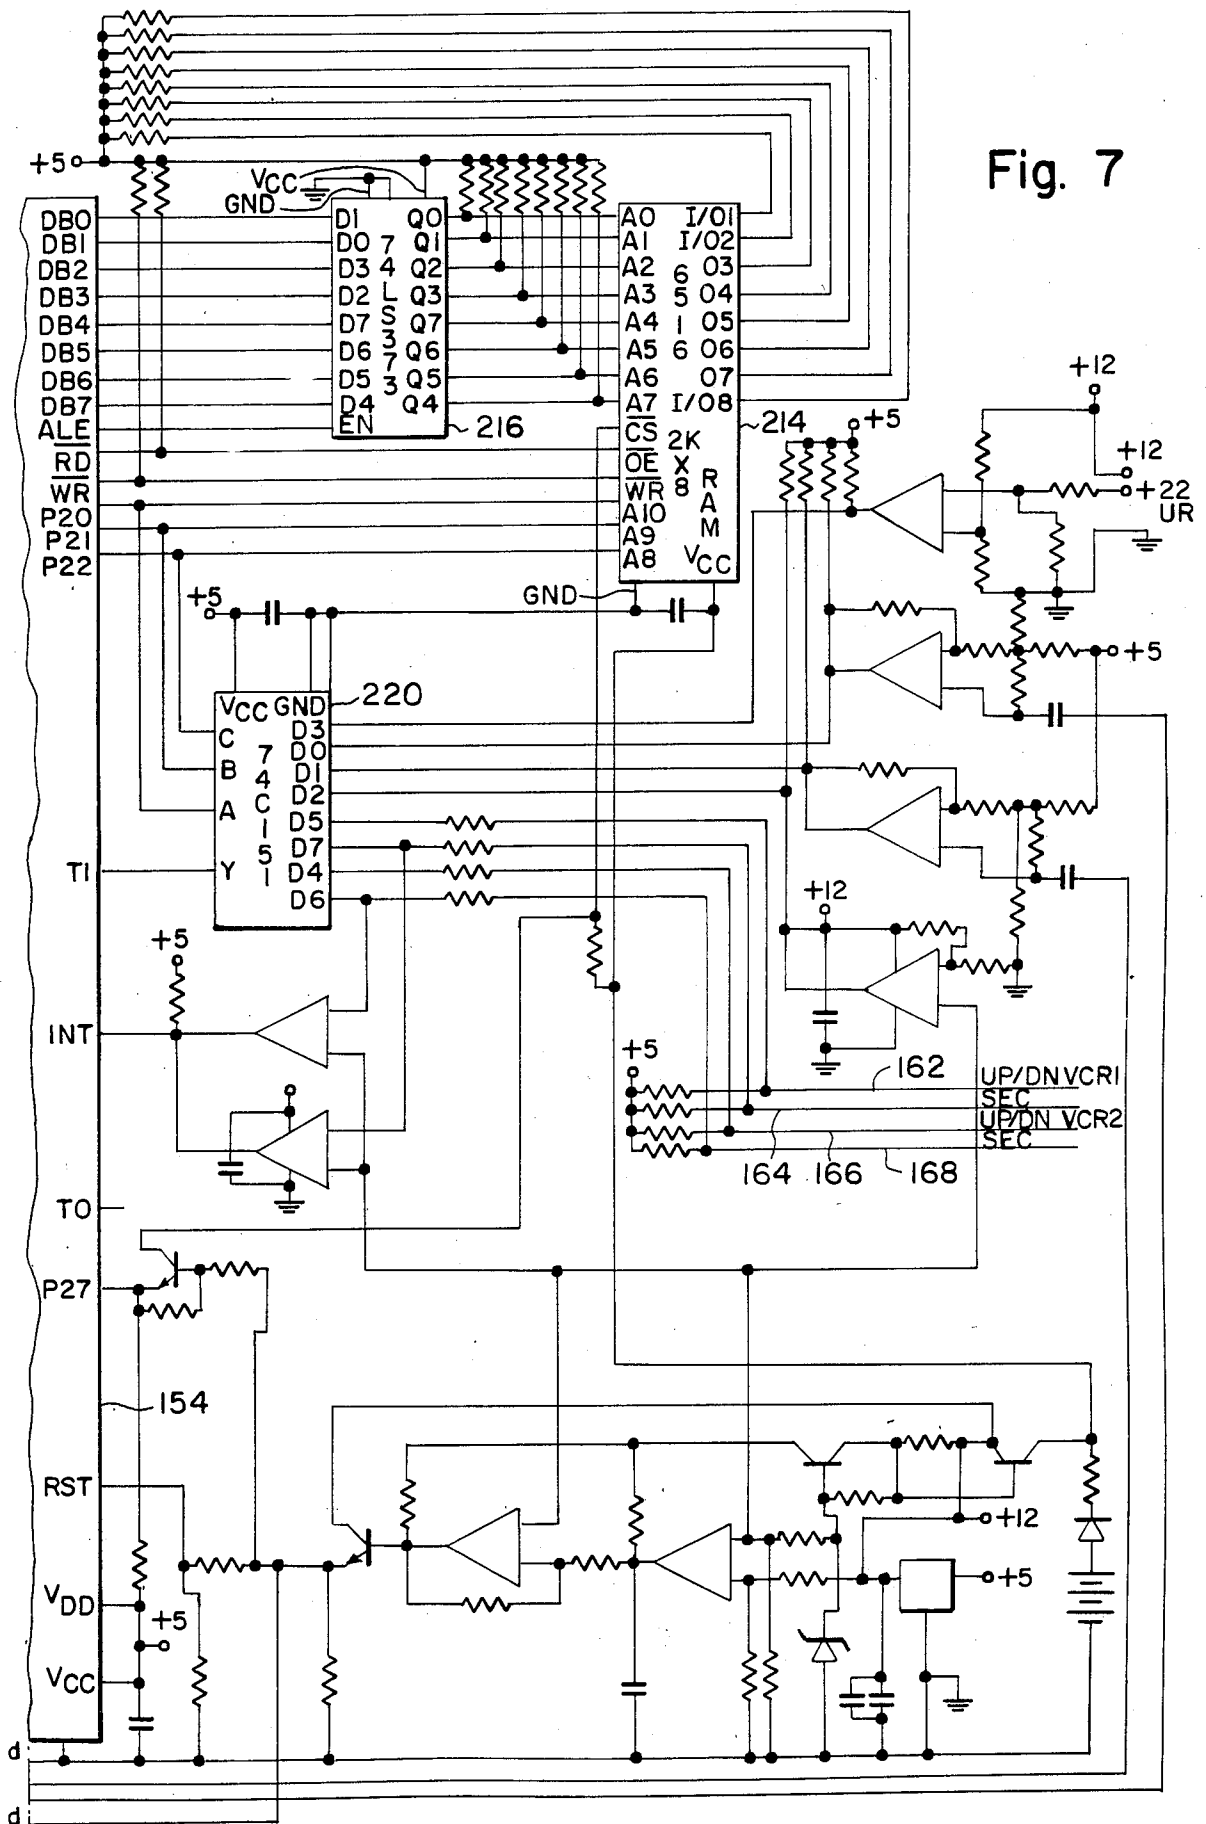 Fig. 7
+5
VCC
GND
DB0
DB1
DB2
DB3
DB4
DB5
DB6
DB7
ALE
RD
WR
P20
P21
P22
D1 Q0
D0 Q1
D3 Q2
D2 Q3
D7 Q7
D6 Q6
D5 Q5
D4 Q4
EN
74LS373
216
A0 I/O1
A1 I/O2
A2 O3
A3 O4
A4 O5
A5 O6
A6 O7
A7 I/O8
CS
OE
WR
A10
A9
A8
6516
2K
X
8
RAM
VCC
214
+5
+12
+12
+22
UR
GND
+5
+5
220
VCC GND
C
B
A
Y
74C151
D3
D0
D1
D2
D5
D7
D4
D6
T1
+12
+5
INT
+5
162
UP/DN VCR1
SEC
UP/DN VCR2
SEC
164
166
168
T0
P27
154
RST
+12
+5
VDD
+5
VCC
d
d